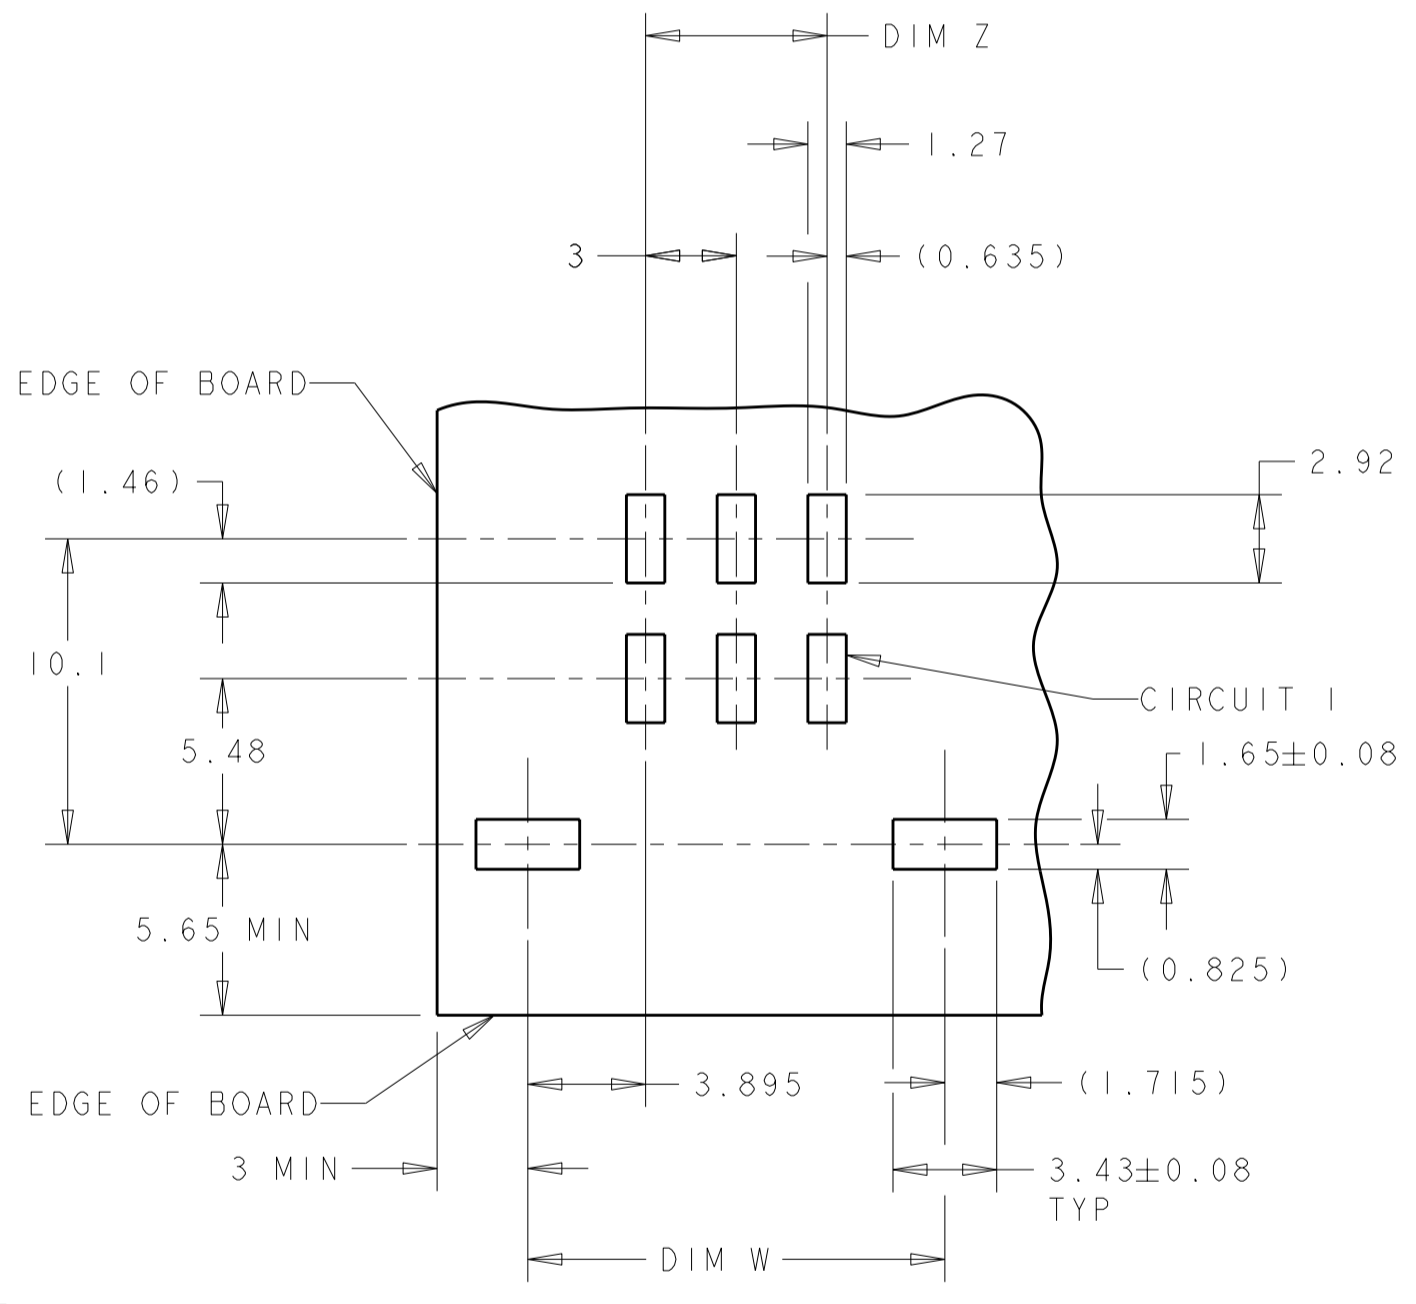 DIM Z
1.27
3
(0.635)
EDGE OF BOARD
(1.46)
2.92
10.1
CIRCUIT 1
5.48
1.65±0.08
5.65 MIN
(0.825)
EDGE OF BOARD
3.895
(1.715)
3 MIN
3.43±0.08
TYP
DIM W